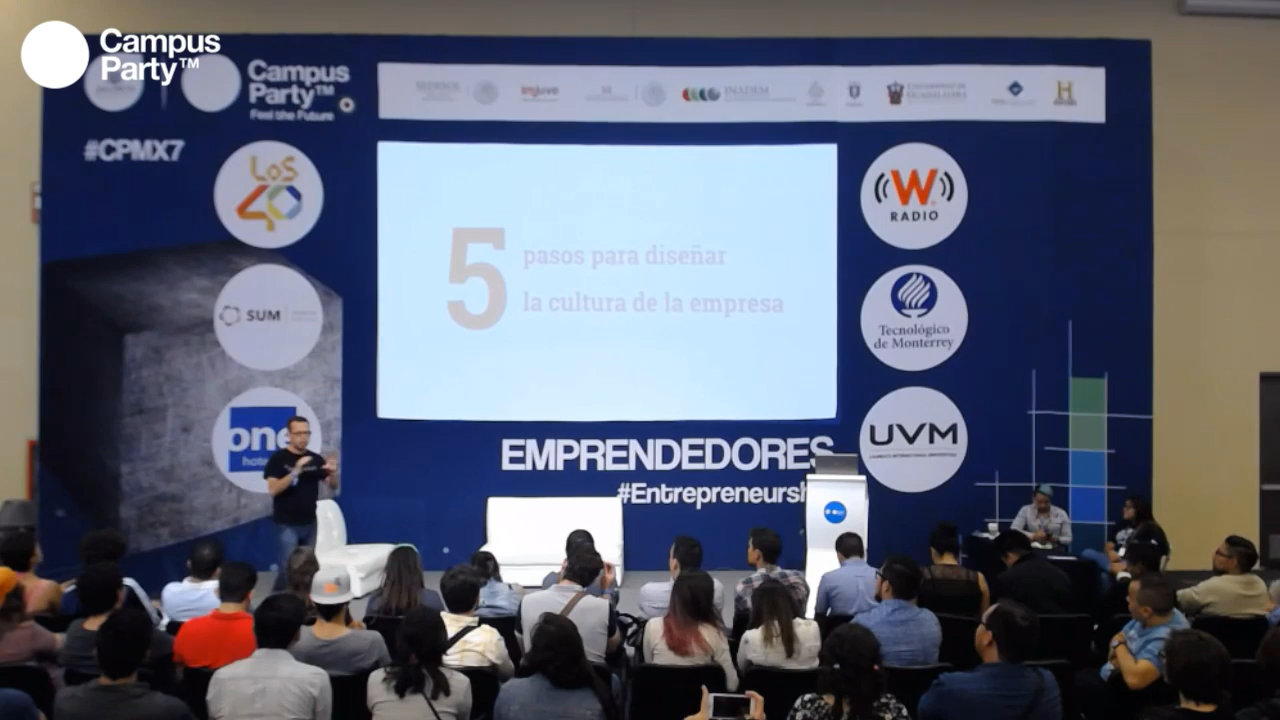 Campus
Party™
Campus
Party™
Feel the Future
#CPMX7
imjuve
INADEM
H
LOS
40
SUM
one
5
pasos para diseñar
la cultura de la empresa
W
RADIO
Tecnológico
de Monterrey
UVM
EMPRENDEDORES
#Entrepreneursh